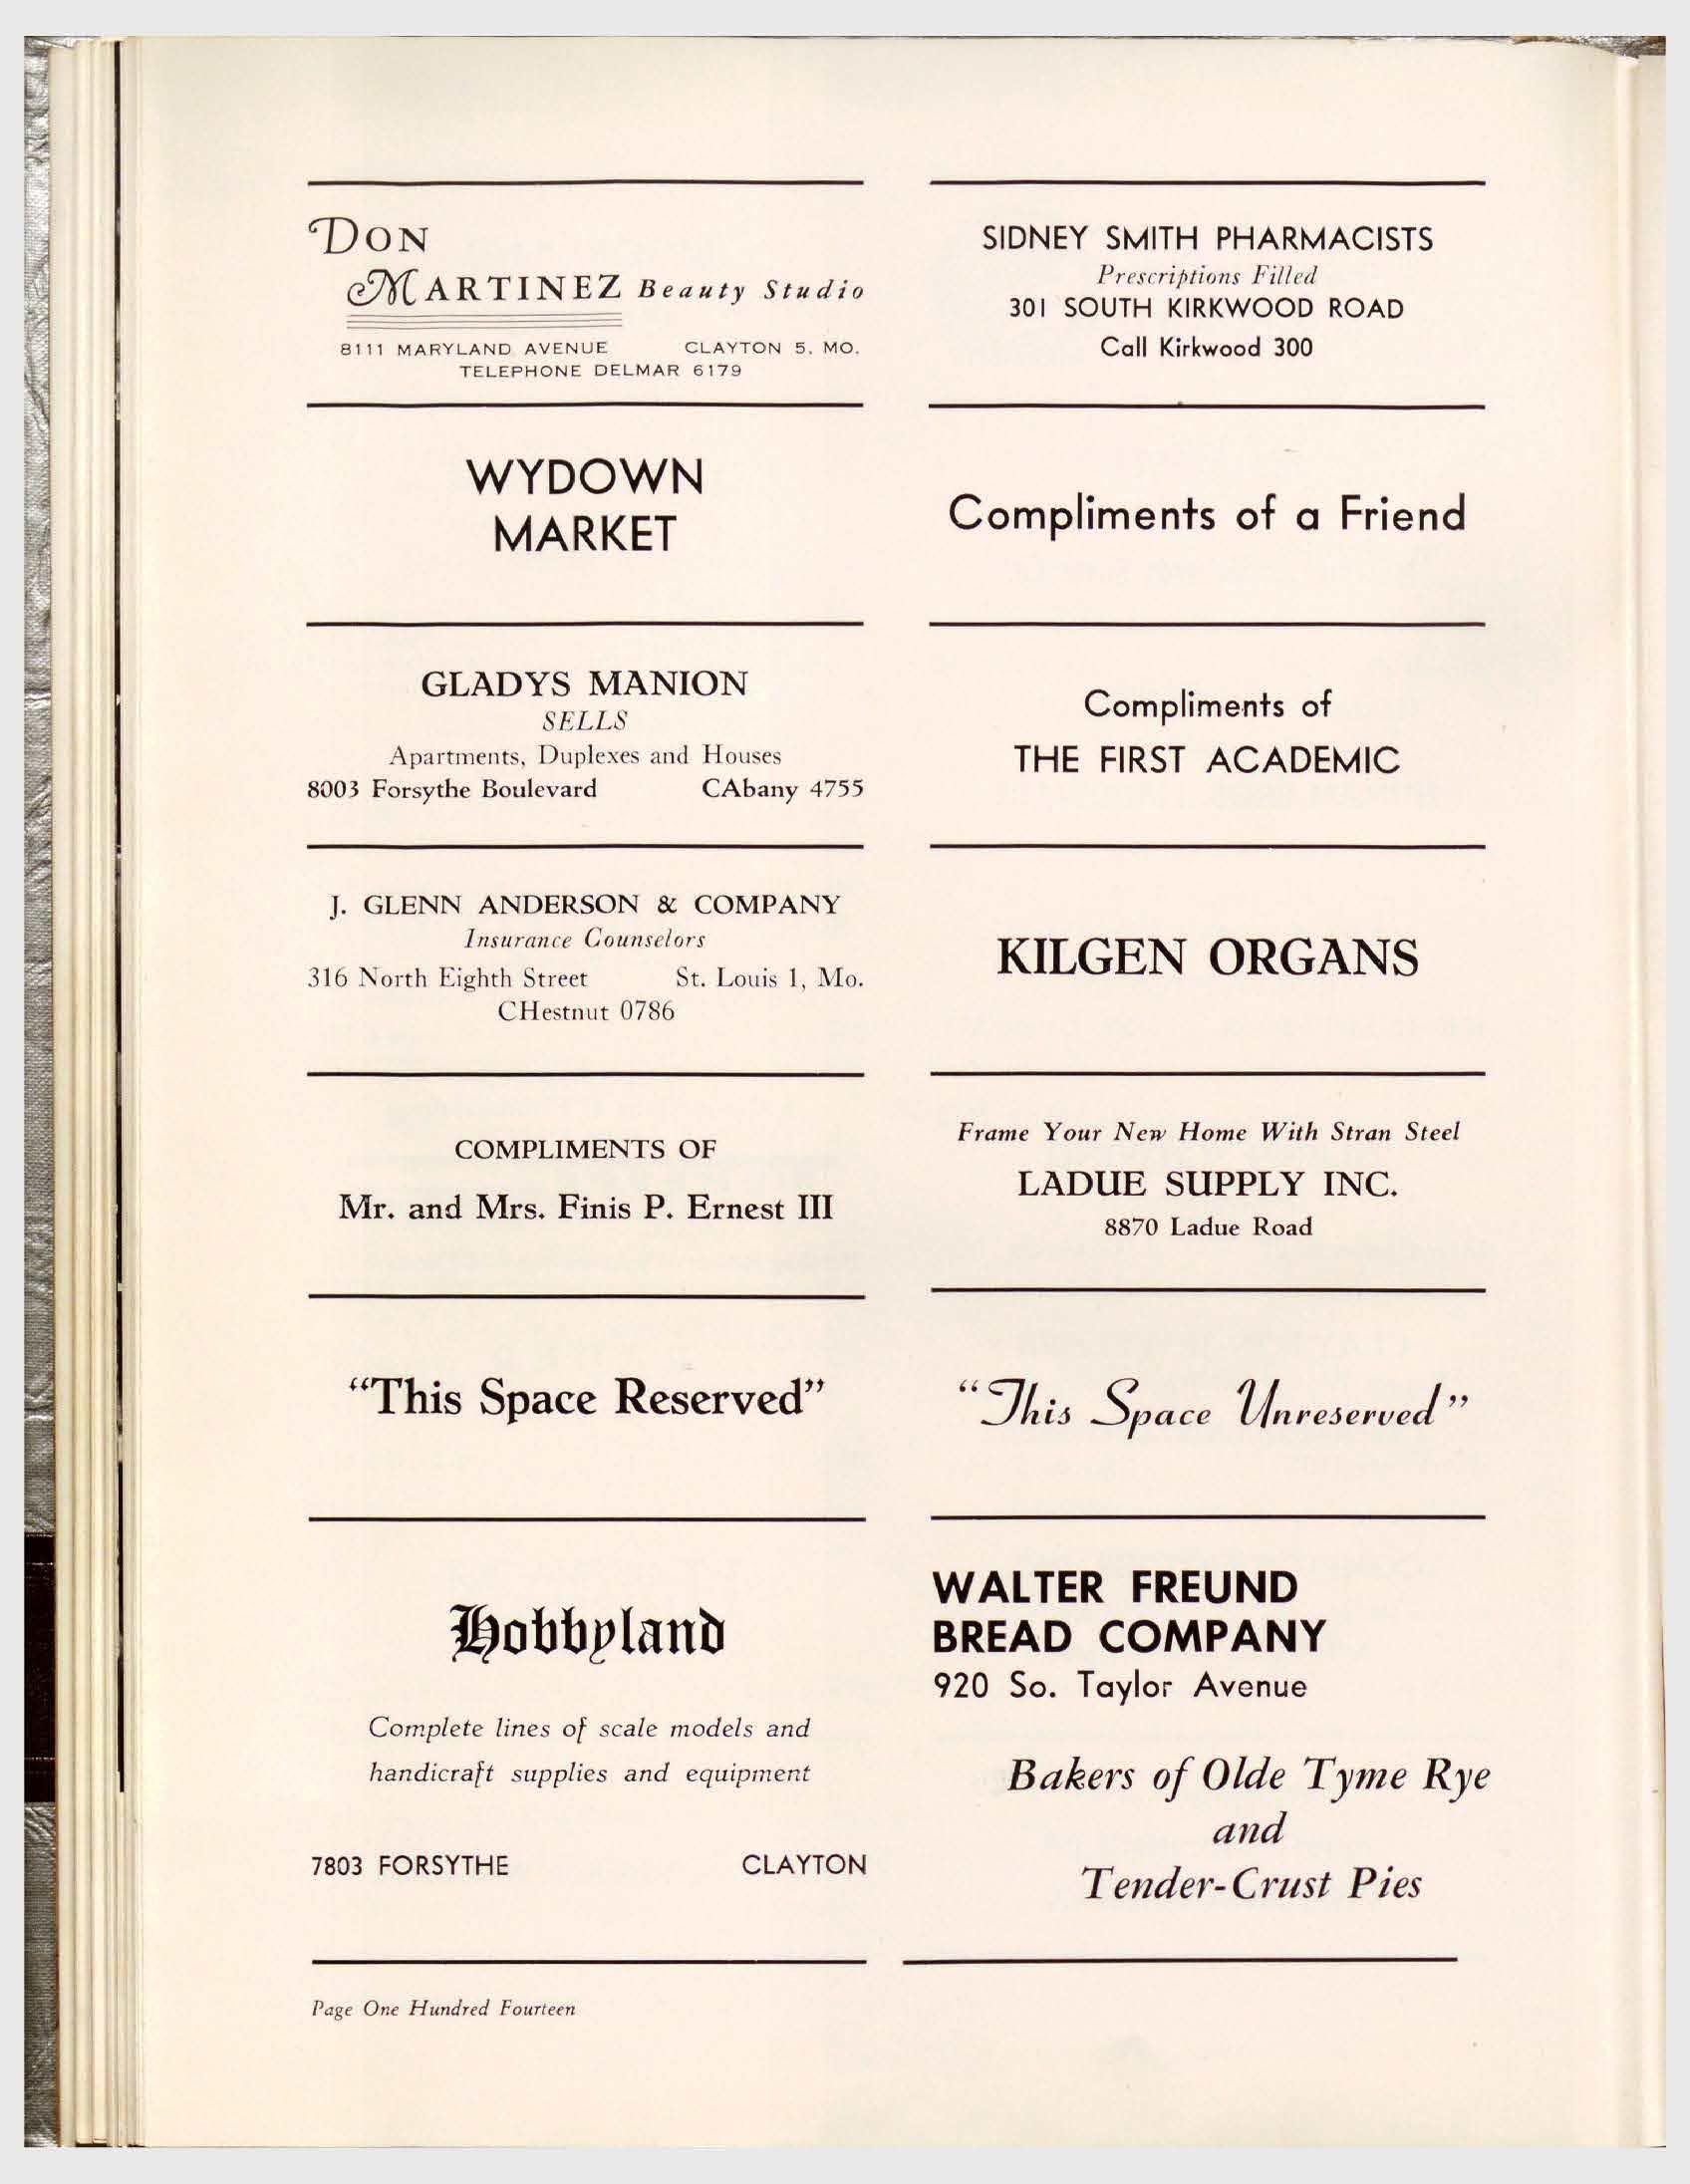 DON
MARTINEZ Beauty Studio
8111 MARYLAND AVENUE CLAYTON 5, MO.
TELEPHONE DELMAR 6179
WYDOWN
MARKET
GLADYS MANION
SELLS
Apartments, Duplexes and Houses
8003 Forsythe Boulevard CAbany 4755
J. GLENN ANDERSON & COMPANY
Insurance Counselors
316 North Eighth Street St. Louis 1, Mo.
CHestnut 0786
COMPLIMENTS OF
Mr. and Mrs. Finis P. Ernest III
“This Space Reserved”
Hobbyland
Complete lines of scale models and
handicraft supplies and equipment
7803 FORSYTHE CLAYTON
SIDNEY SMITH PHARMACISTS
Prescriptions Filled
301 SOUTH KIRKWOOD ROAD
Call Kirkwood 300
Compliments of a Friend
Compliments of
THE FIRST ACADEMIC
KILGEN ORGANS
Frame Your New Home With Stran Steel
LADUE SUPPLY INC.
8870 Ladue Road
“This Space Unreserved”
WALTER FREUND
BREAD COMPANY
920 So. Taylor Avenue
Bakers of Olde Tyme Rye
and
Tender-Crust Pies
Page One Hundred Fourteen